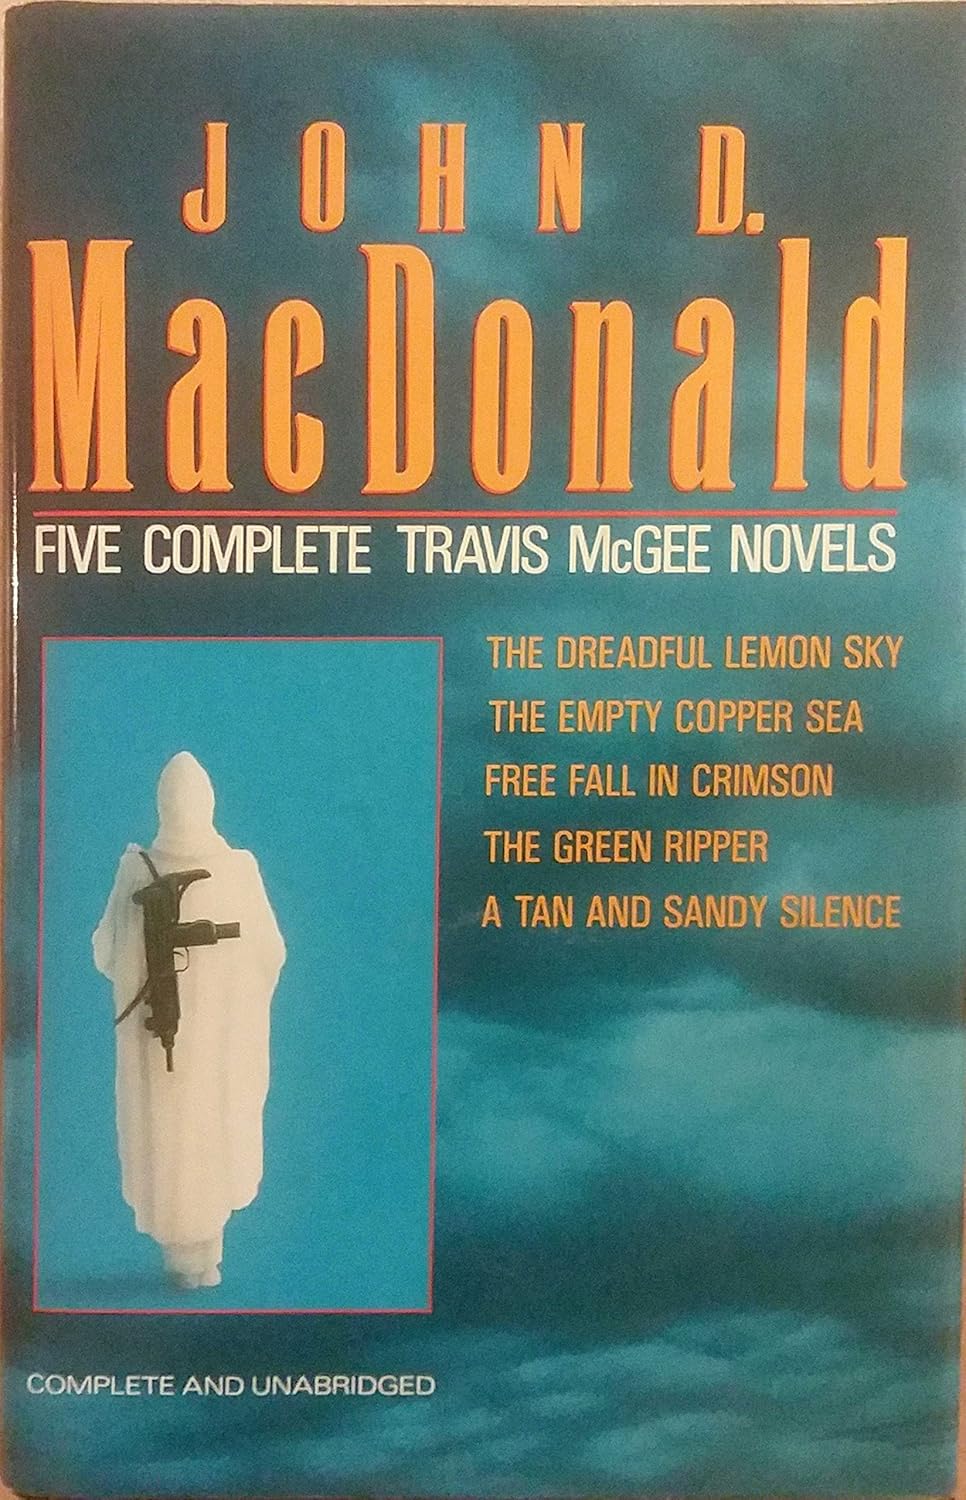 JOHN D.
MacDonald
FIVE COMPLETE TRAVIS McGEE NOVELS
THE DREADFUL LEMON SKY
THE EMPTY COPPER SEA
FREE FALL IN CRIMSON
THE GREEN RIPPER
A TAN AND SANDY SILENCE
COMPLETE AND UNABRIDGED